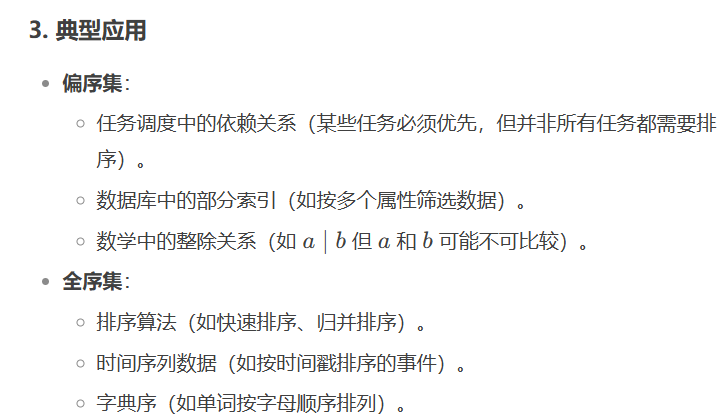 3. 典型应用
偏序集：
任务调度中的依赖关系（某些任务必须优先，但并非所有任务都需要排
序）。
数据库中的部分索引（如按多个属性筛选数据）。
数学中的整除关系（如 a | b 但 a 和 b 可能不可比较）。
全序集：
排序算法（如快速排序、归并排序）。
时间序列数据（如按时间戳排序的事件）。
字典序（如单词按字母顺序排列）。